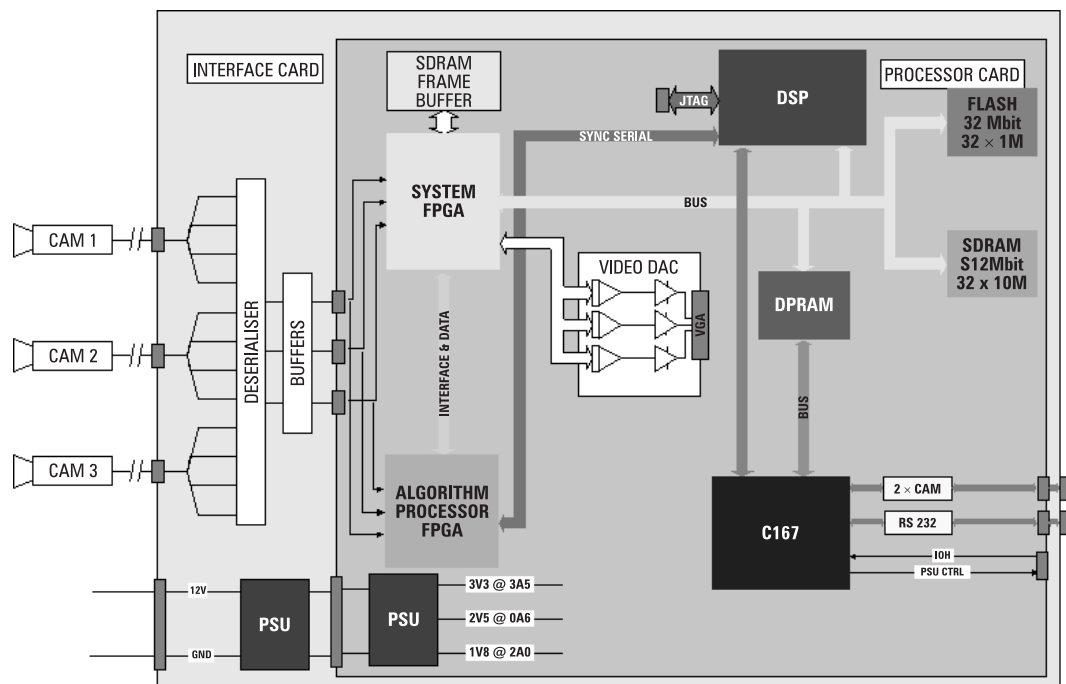 INTERFACE CARD
SDRAM
FRAME
BUFFER
PROCESSOR CARD
DSP
JTAG
FLASH
32 Mbit
32 × 1M
SYNC SERIAL
SYSTEM
FPGA
BUS
CAM 1
CAM 2
CAM 3
DESERIALISER
BUFFERS
VIDEO DAC
VGA
SDRAM
S12Mbit
32 x 10M
DPRAM
INTERFACE & DATA
BUS
ALGORITHM
PROCESSOR
FPGA
C167
2 × CAM
RS 232
IOH
PSU CTRL
12V
GND
PSU
PSU
3V3 @ 3A5
2V5 @ 0A6
1V8 @ 2A0